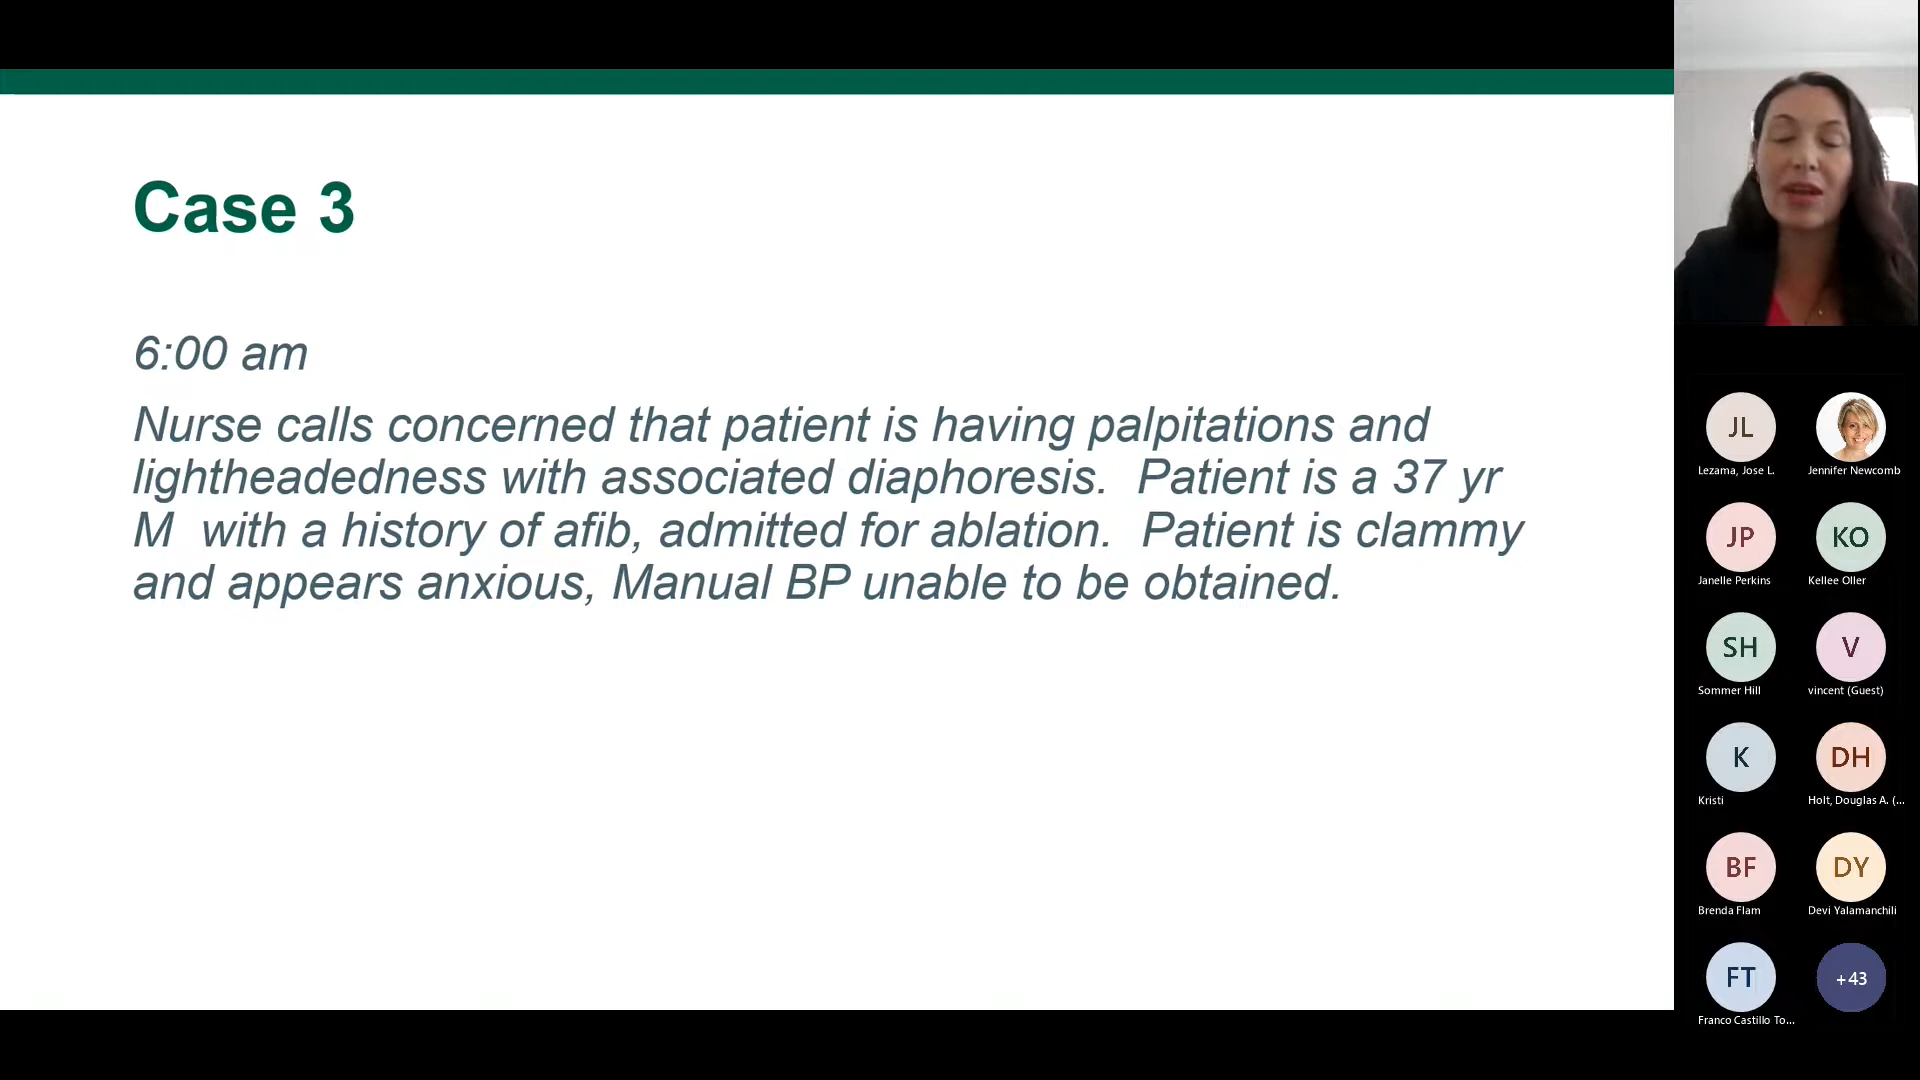 Case 3
6:00 am
Nurse calls concerned that patient is having palpitations and
lightheadedness with associated diaphoresis.  Patient is a 37 yr
M  with a history of afib, admitted for ablation.  Patient is clammy
and appears anxious, Manual BP unable to be obtained.
JL
Lezama, Jose L.
Jennifer Newcomb
JP
Janelle Perkins
KO
Kellee Oller
SH
Sommer Hill
V
vincent (Guest)
K
Kristi
DH
Holt, Douglas A. (...
BF
Brenda Flam
DY
Devi Yalamanchili
FT
Franco Castillo To...
+43